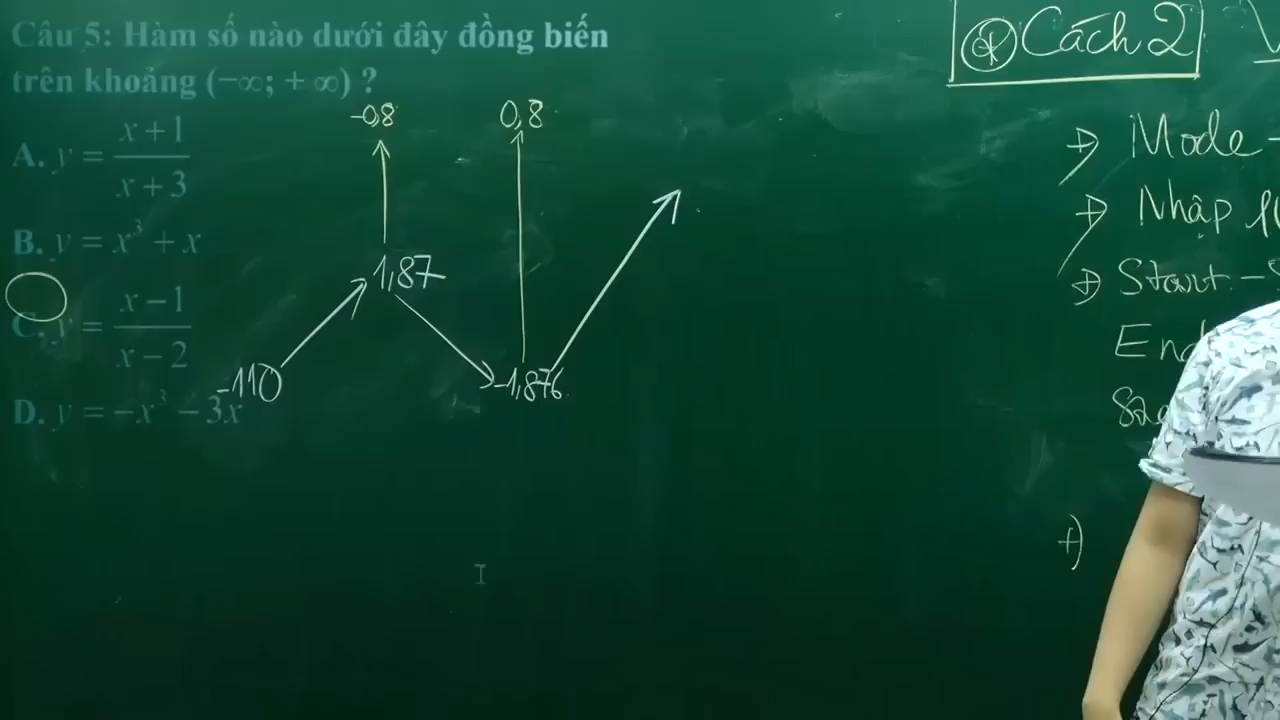 Câu 5: Hàm số nào dưới đây đồng biến
trên khoảng (−∞; + ∞) ?
A. y = (x+1)/(x+3)
B. y = x³ + x
C. y = (x−1)/(x−2)
D. y = −x³ − 3x
-0,8
0,8
1,87
-110
-1,876
Cách 2
Mode
Nhập
Start -
End